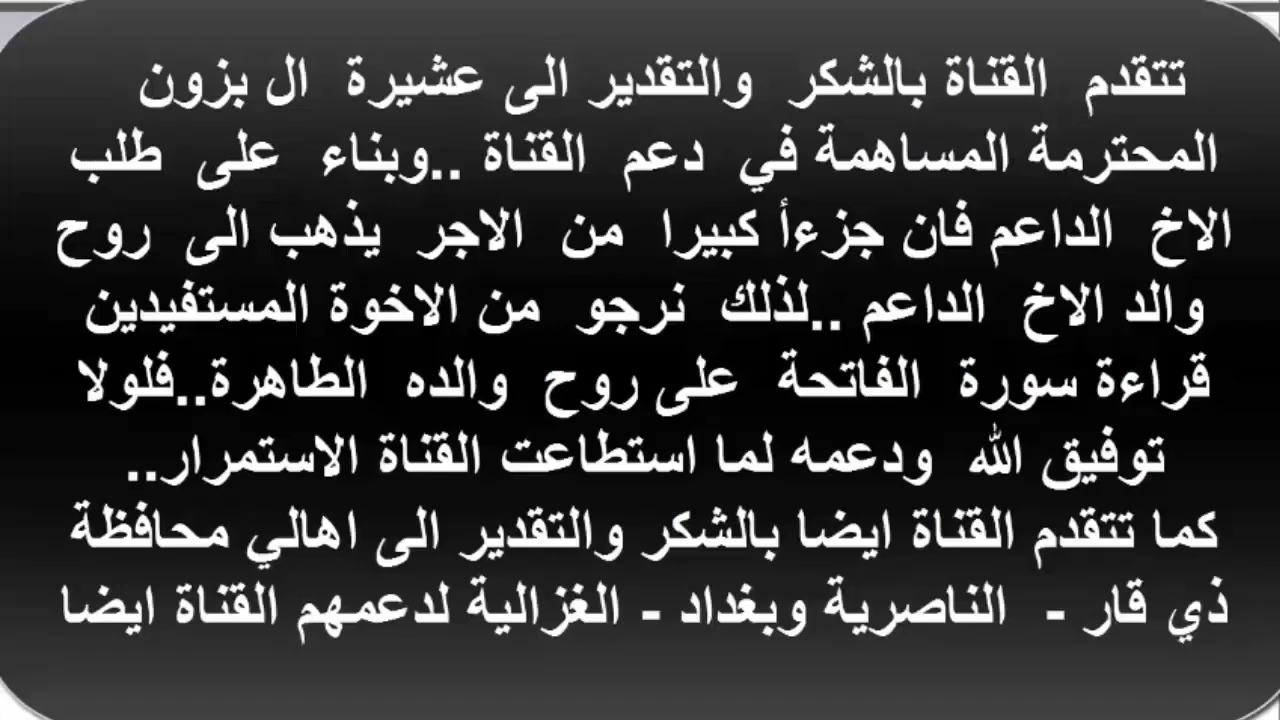 تتقدم القناة بالشكر والتقدير الى عشيرة ال بزون
المحترمة المساهمة في دعم القناة ..وبناء على طلب
الاخ الداعم فان جزءأ كبيرا من الاجر يذهب الى روح
والد الاخ الداعم ..لذلك نرجو من الاخوة المستفيدين
قراءة سورة الفاتحة على روح والده الطاهرة..فلولا
توفيق الله ودعمه لما استطاعت القناة الاستمرار..
كما تتقدم القناة ايضا بالشكر والتقدير الى اهالي محافظة
ذي قار - الناصرية وبغداد - الغزالية لدعمهم القناة ايضا